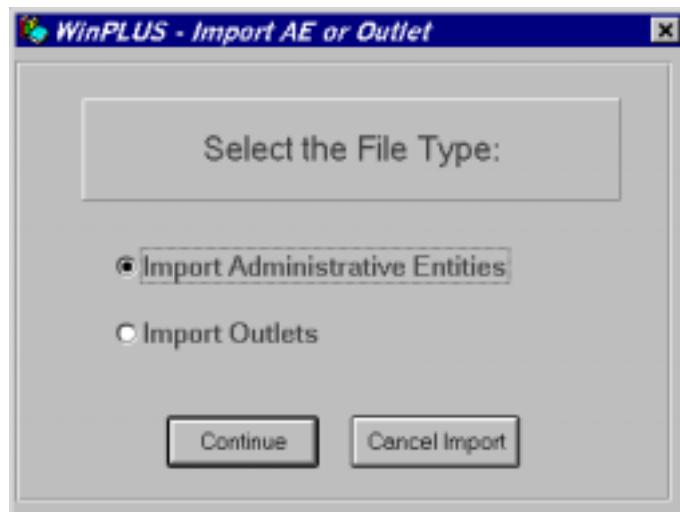 WinPLUS - Import AE or Outlet
Select the File Type:
Import Administrative Entities
Import Outlets
Continue
Cancel Import